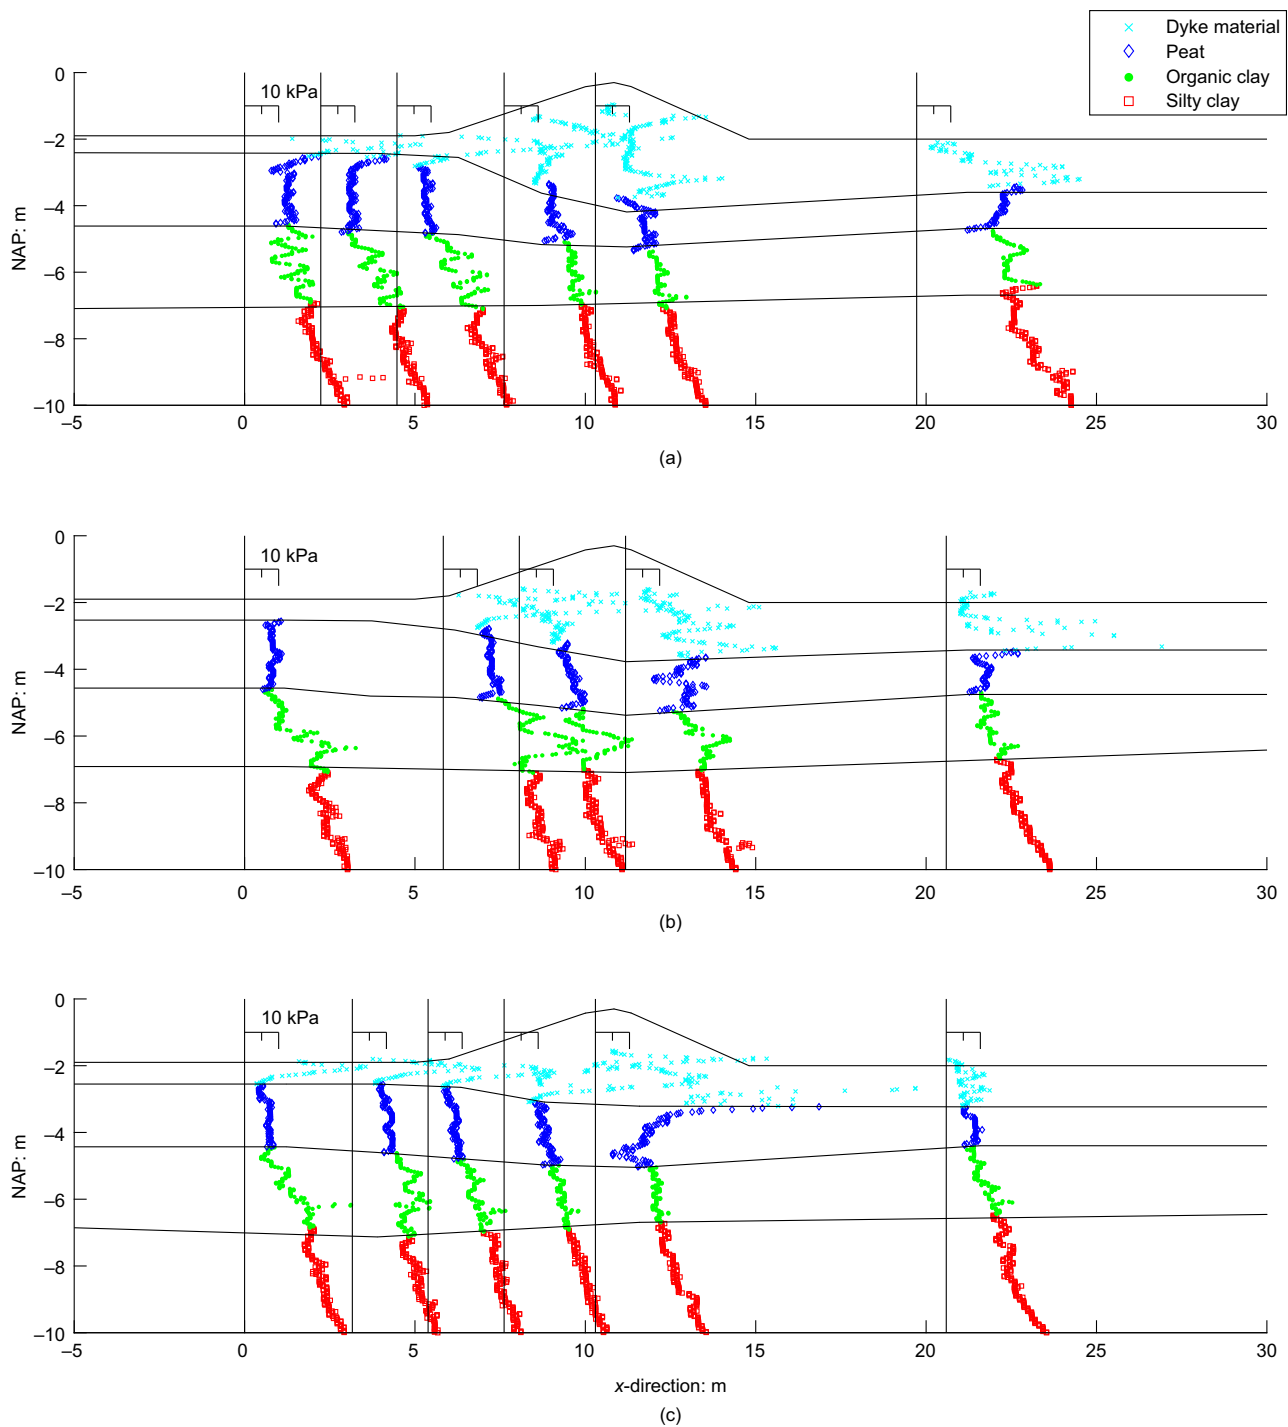 Dyke material
Peat
Organic clay
Silty clay
10 kPa
NAP: m
0
–2
–4
–6
–8
–10
–5 0 5 10 15 20 25 30
(a)
10 kPa
NAP: m
0
–2
–4
–6
–8
–10
–5 0 5 10 15 20 25 30
(b)
10 kPa
NAP: m
0
–2
–4
–6
–8
–10
–5 0 5 10 15 20 25 30
x-direction: m
(c)